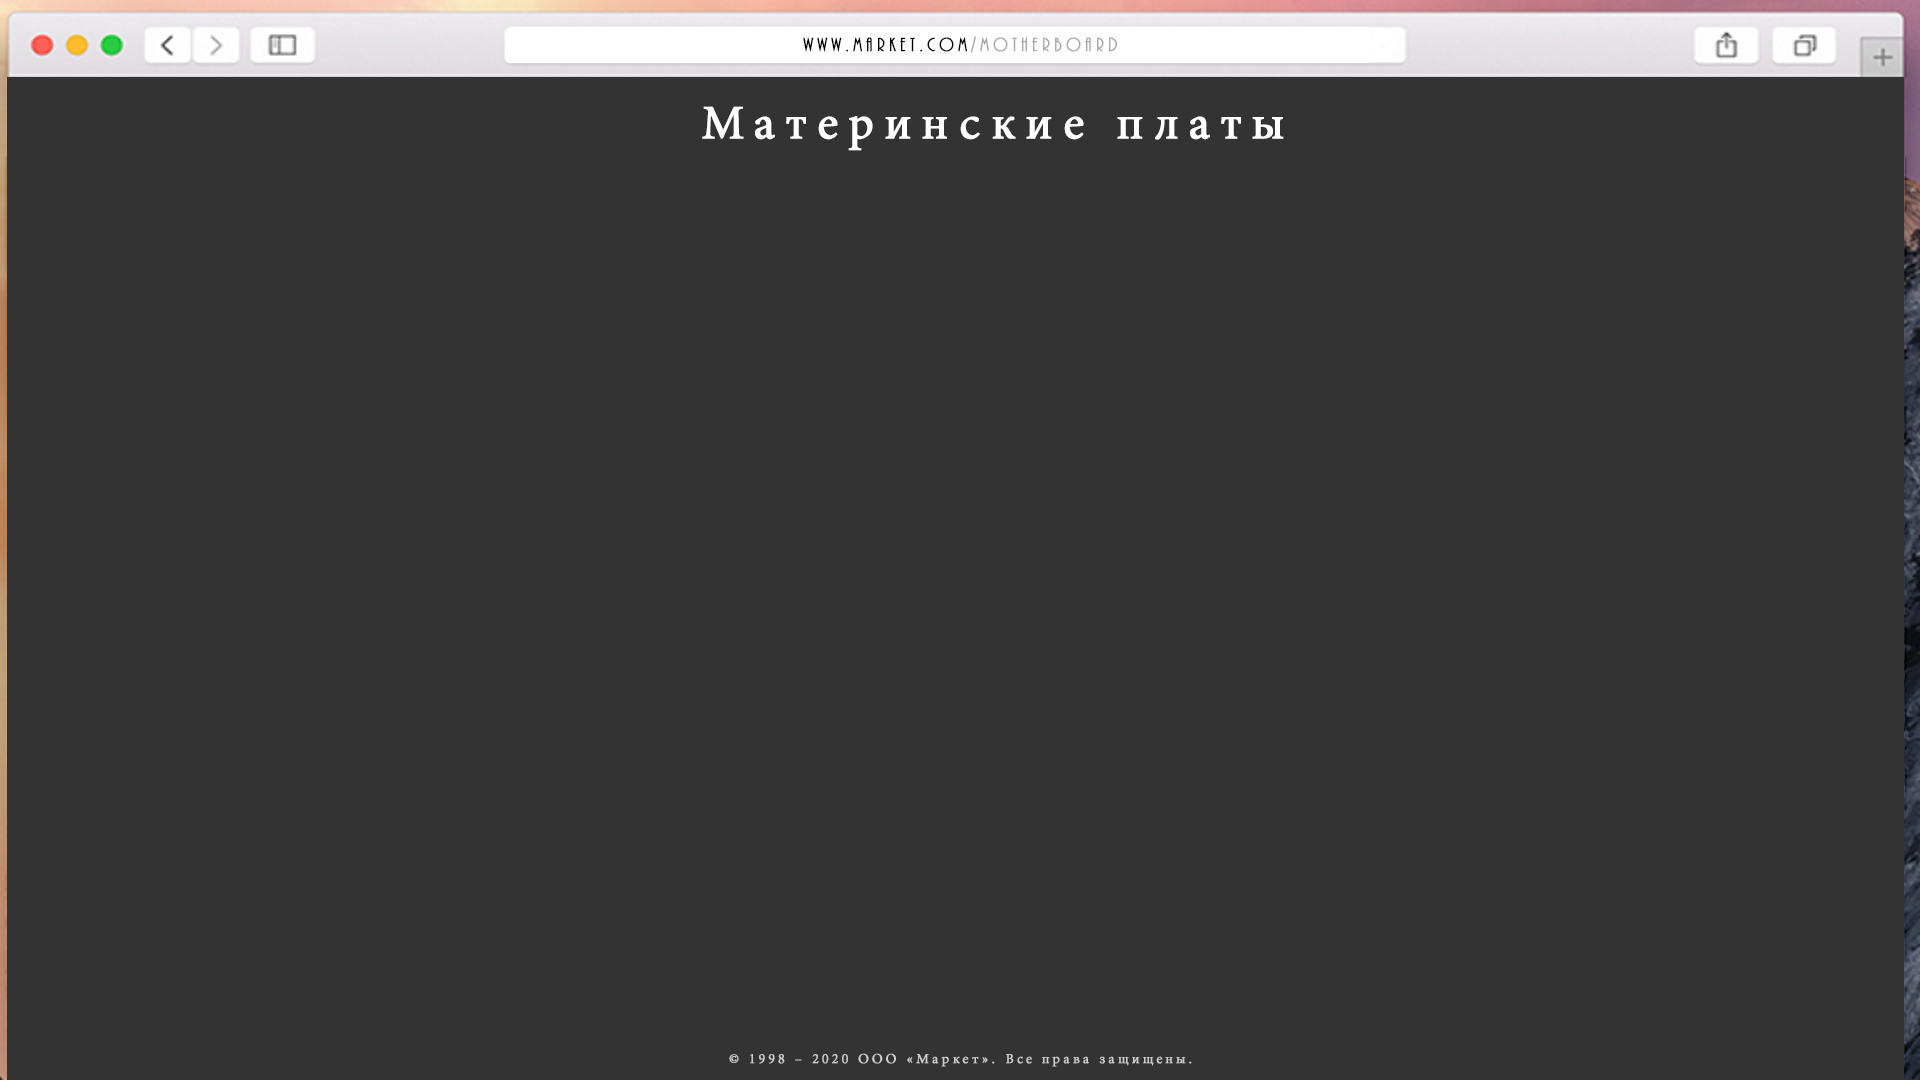 WWW.MARKET.COM/MOTHERBOARD
Материнские платы
© 1998 – 2020 ООО «Маркет». Все права защищены.